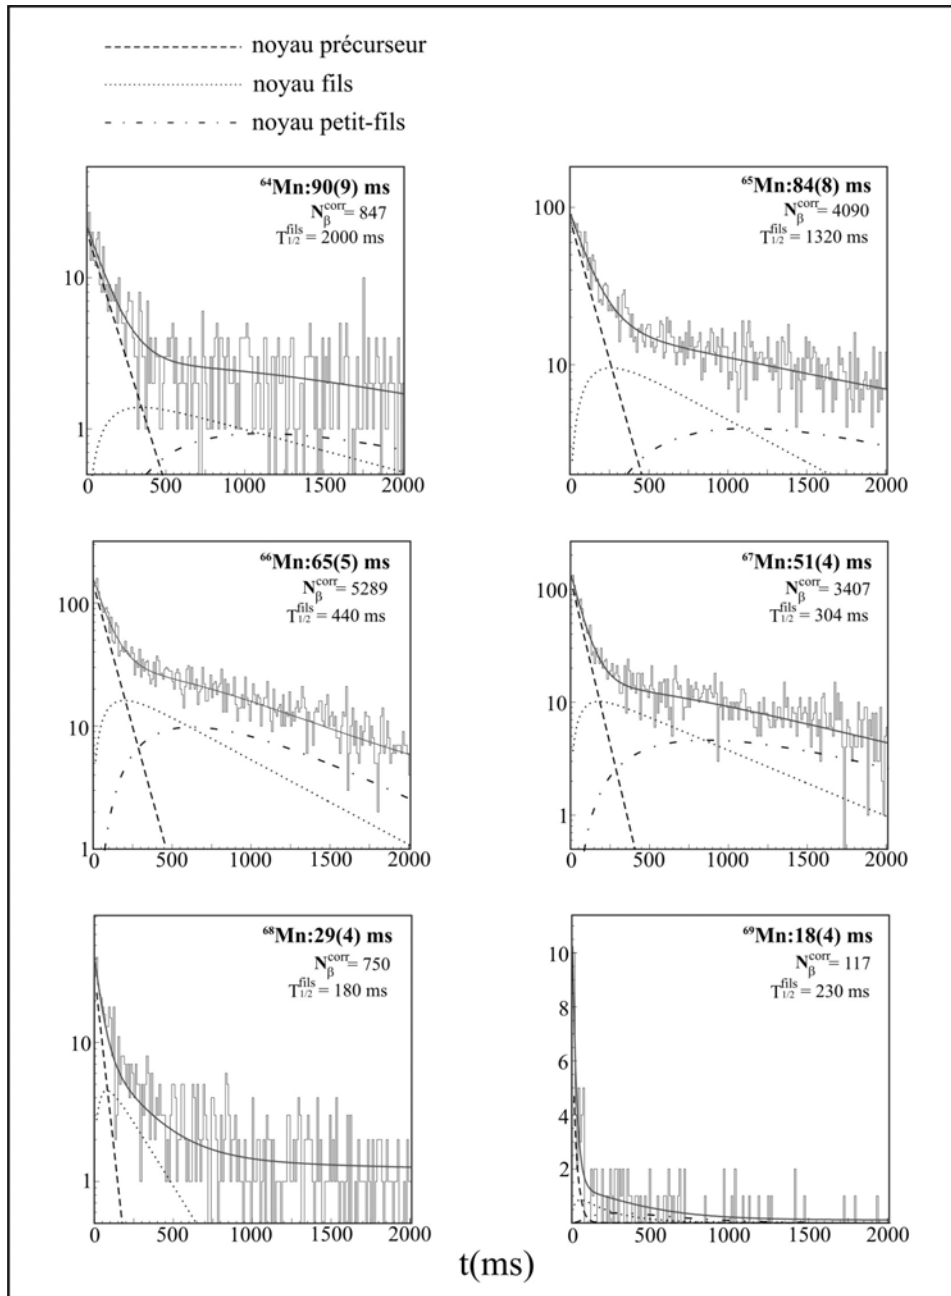 noyau précurseur
noyau fils
noyau petit-fils
⁶⁴Mn:90(9) ms
N_β^corr = 847
T_1/2^fils = 2000 ms
10
1
0 500 1000 1500 2000
⁶⁵Mn:84(8) ms
N_β^corr = 4090
T_1/2^fils = 1320 ms
100
10
0 500 1000 1500 2000
⁶⁶Mn:65(5) ms
N_β^corr = 5289
T_1/2^fils = 440 ms
100
10
1
0 500 1000 1500 2000
⁶⁷Mn:51(4) ms
N_β^corr = 3407
T_1/2^fils = 304 ms
100
10
1
0 500 1000 1500 2000
⁶⁸Mn:29(4) ms
N_β^corr = 750
T_1/2^fils = 180 ms
10
1
0 500 1000 1500 2000
⁶⁹Mn:18(4) ms
N_β^corr = 117
T_1/2^fils = 230 ms
10
8
6
4
2
0 500 1000 1500 2000
t(ms)